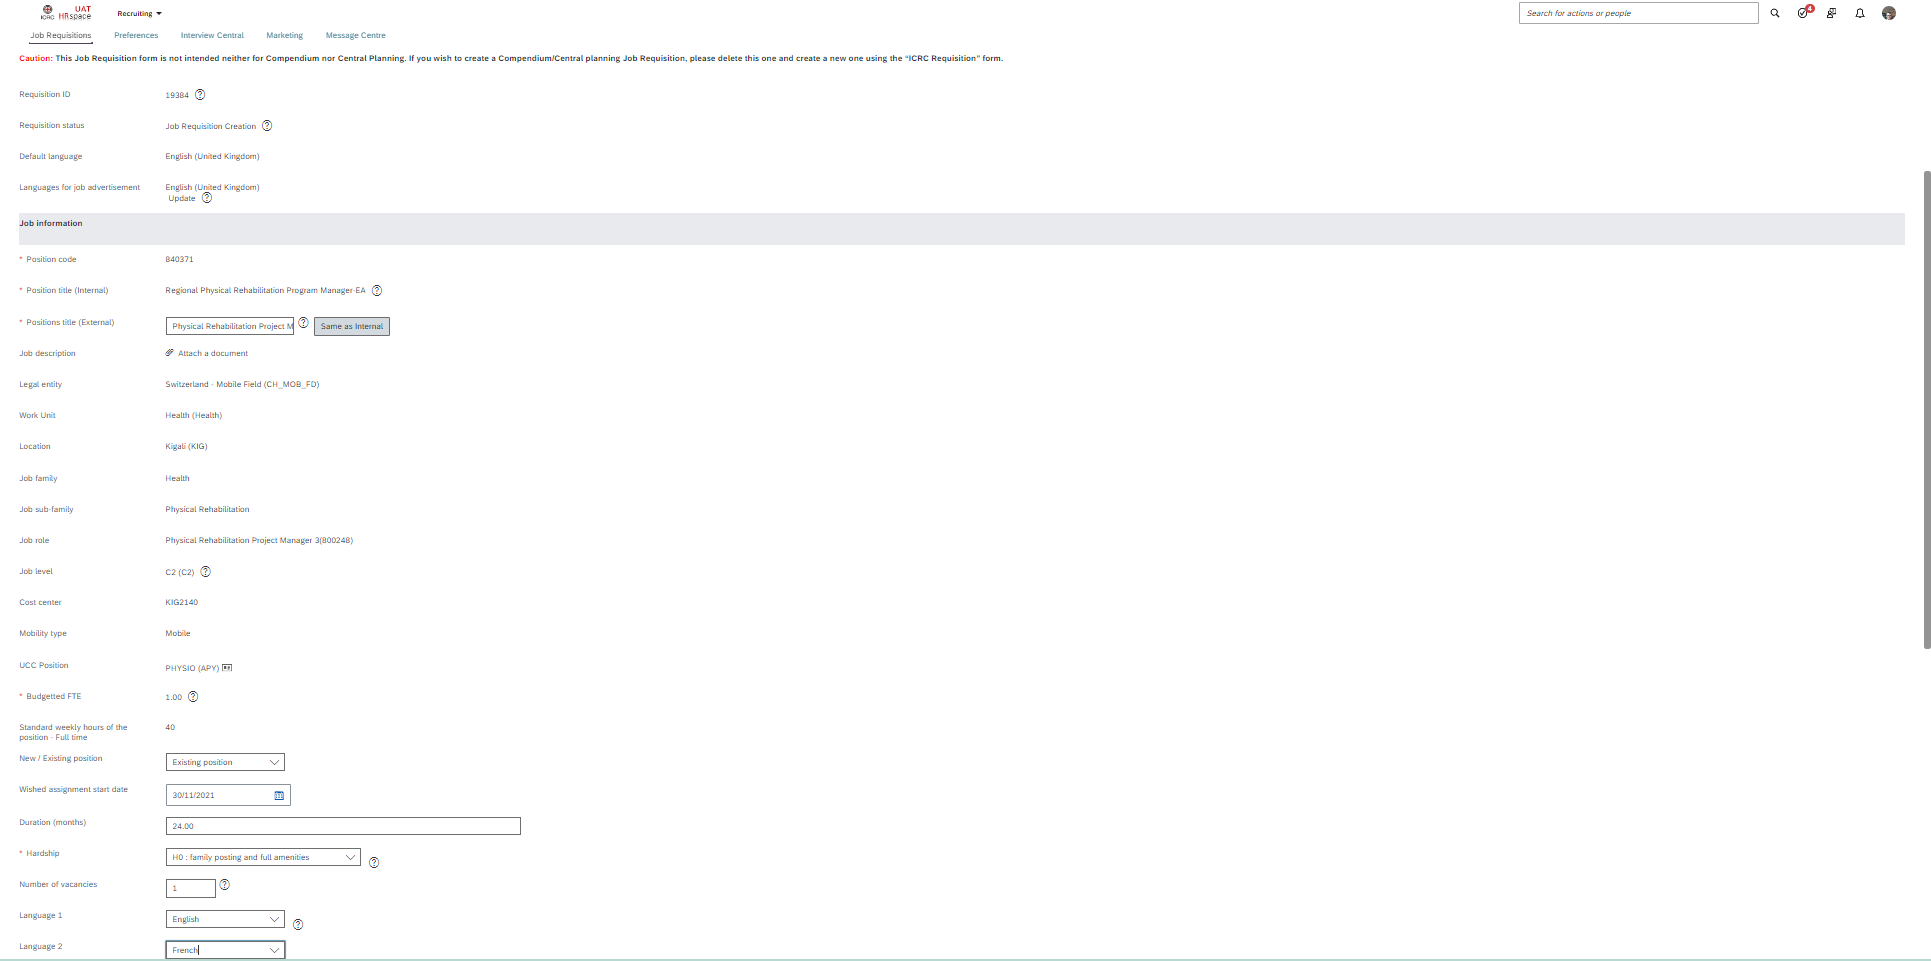 UAT
ICRC HRspace
Recruiting
Search for actions or people
4
Job Requisitions Preferences Interview Central Marketing Message Centre
Caution: This Job Requisition form is not intended neither for Compendium nor Central Planning. If you wish to create a Compendium/Central planning Job Requisition, please delete this one and create a new one using the “ICRC Requisition” form.
Requisition ID 19384 ?
Requisition status Job Requisition Creation ?
Default language English (United Kingdom)
Languages for job advertisement English (United Kingdom)
Update ?
Job information
* Position code 840371
* Position title (Internal) Regional Physical Rehabilitation Program Manager-EA ?
* Positions title (External) Physical Rehabilitation Project M ? Same as Internal
Job description Attach a document
Legal entity Switzerland - Mobile Field (CH_MOB_FD)
Work Unit Health (Health)
Location Kigali (KIG)
Job family Health
Job sub-family Physical Rehabilitation
Job role Physical Rehabilitation Project Manager 3(800248)
Job level C2 (C2) ?
Cost center KIG2140
Mobility type Mobile
UCC Position PHYSIO (APY)
* Budgetted FTE 1.00 ?
Standard weekly hours of the 40
position - Full time
New / Existing position Existing position
Wished assignment start date 30/11/2021
Duration (months) 24.00
* Hardship H0 : family posting and full amenities ?
Number of vacancies 1 ?
Language 1 English ?
Language 2 French